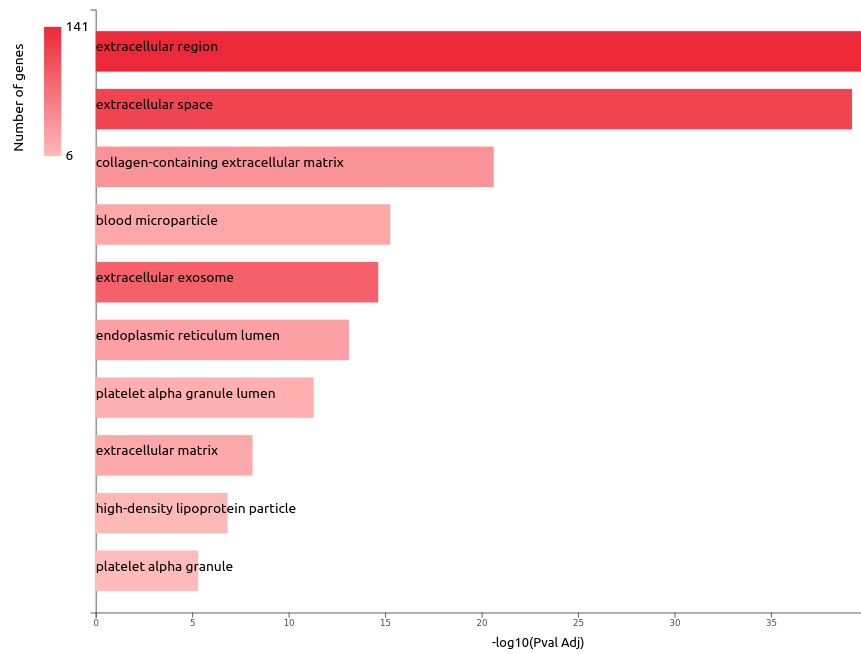 141
Number of genes
6
extracellular region
extracellular space
collagen-containing extracellular matrix
blood microparticle
extracellular exosome
endoplasmic reticulum lumen
platelet alpha granule lumen
extracellular matrix
high-density lipoprotein particle
platelet alpha granule
0 5 10 15 20 25 30 35
-log10(Pval Adj)